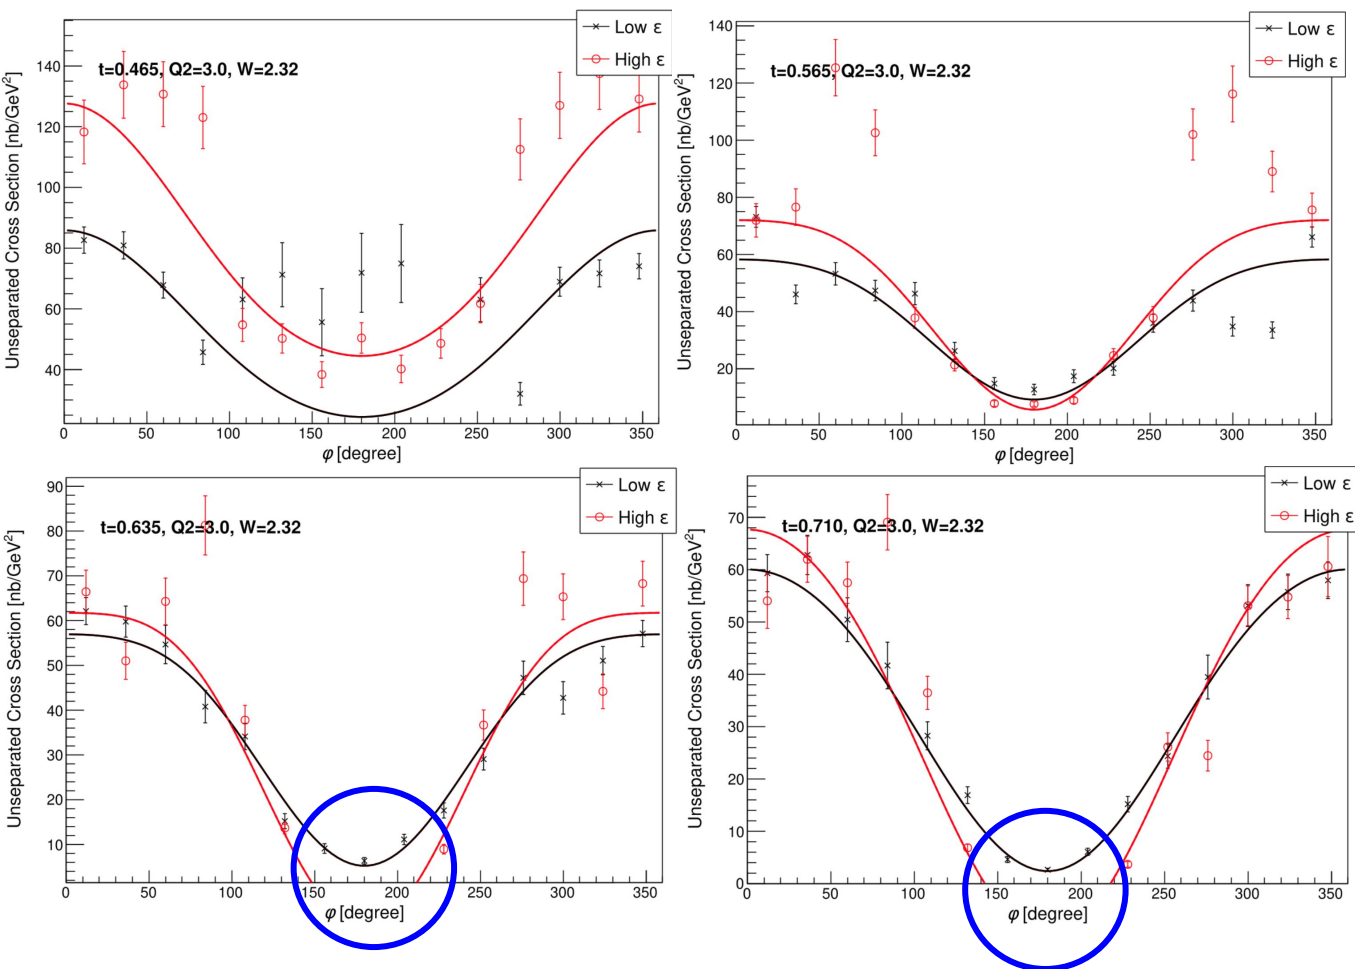 Low ε
High ε
t=0.465, Q2=3.0, W=2.32
Unseparated Cross Section [nb/GeV²]
140
120
100
80
60
40
0 50 100 150 200 250 300 350
φ [degree]
Low ε
High ε
t=0.565, Q2=3.0, W=2.32
Unseparated Cross Section [nb/GeV²]
140
120
100
80
60
40
20
0 50 100 150 200 250 300 350
φ [degree]
Low ε
High ε
t=0.635, Q2=3.0, W=2.32
Unseparated Cross Section [nb/GeV²]
90
80
70
60
50
40
30
20
10
0 50 100 150 200 250 300 350
φ [degree]
Low ε
High ε
t=0.710, Q2=3.0, W=2.32
Unseparated Cross Section [nb/GeV²]
70
60
50
40
30
20
10
0
0 50 100 150 200 250 300 350
φ [degree]